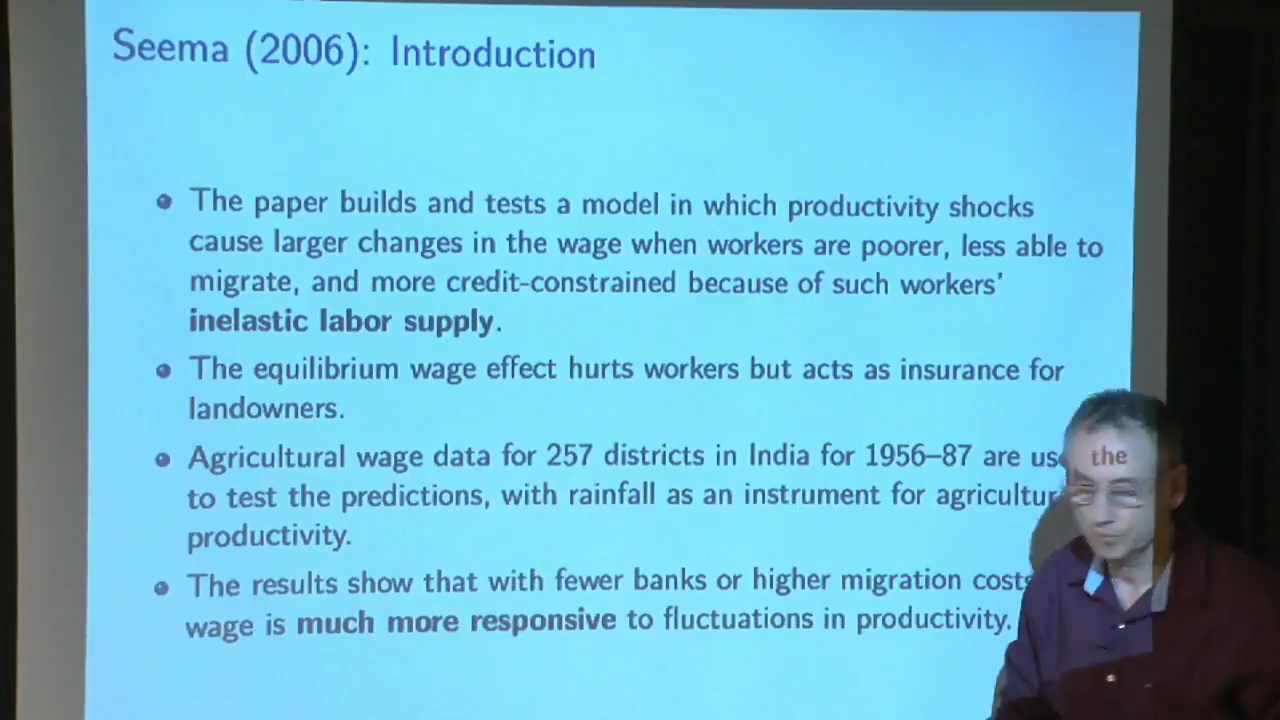 Seema (2006): Introduction
The paper builds and tests a model in which productivity shocks
cause larger changes in the wage when workers are poorer, less able to
migrate, and more credit-constrained because of such workers'
inelastic labor supply.
The equilibrium wage effect hurts workers but acts as insurance for
landowners.
Agricultural wage data for 257 districts in India for 1956–87 are
to test the predictions, with rainfall as an instrument for
productivity.
The results show that with fewer banks or higher migration costs the
wage is much more responsive to fluctuations in productivity.